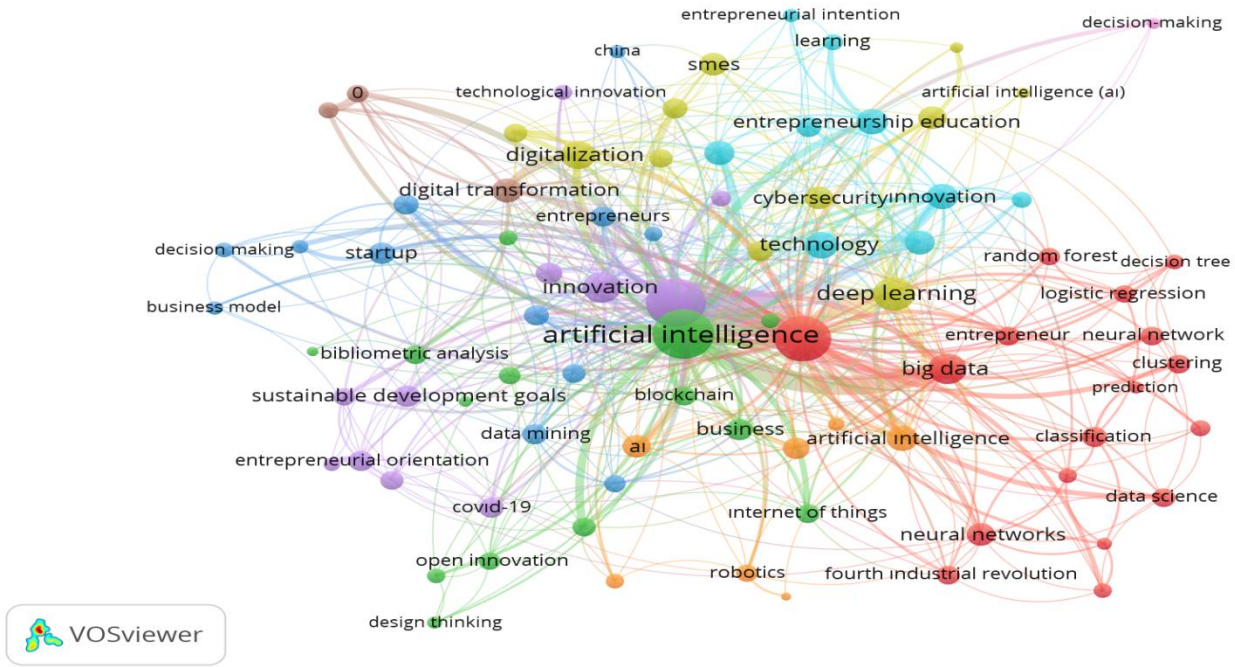 entrepreneurial intention
decision-making
learning
china
smes
technological innovation
artificial intelligence (aı)
0
entrepreneurship education
digitalization
digital transformation
cybersecurity
ınnovation
entrepreneurs
decision making
startup
technology
random forest
decision tree
innovation
deep learning
logistic regression
business model
artificial intelligence
entrepreneur
neural network
bibliometric analysis
big data
clustering
prediction
sustainable development goals
blockchain
data mining
business
aı
artificial ıntelligence
classification
entrepreneurial orientation
data science
covıd-19
ınternet of things
neural networks
open innovation
robotics
fourth ındustrial revolution
design thinking
VOSviewer